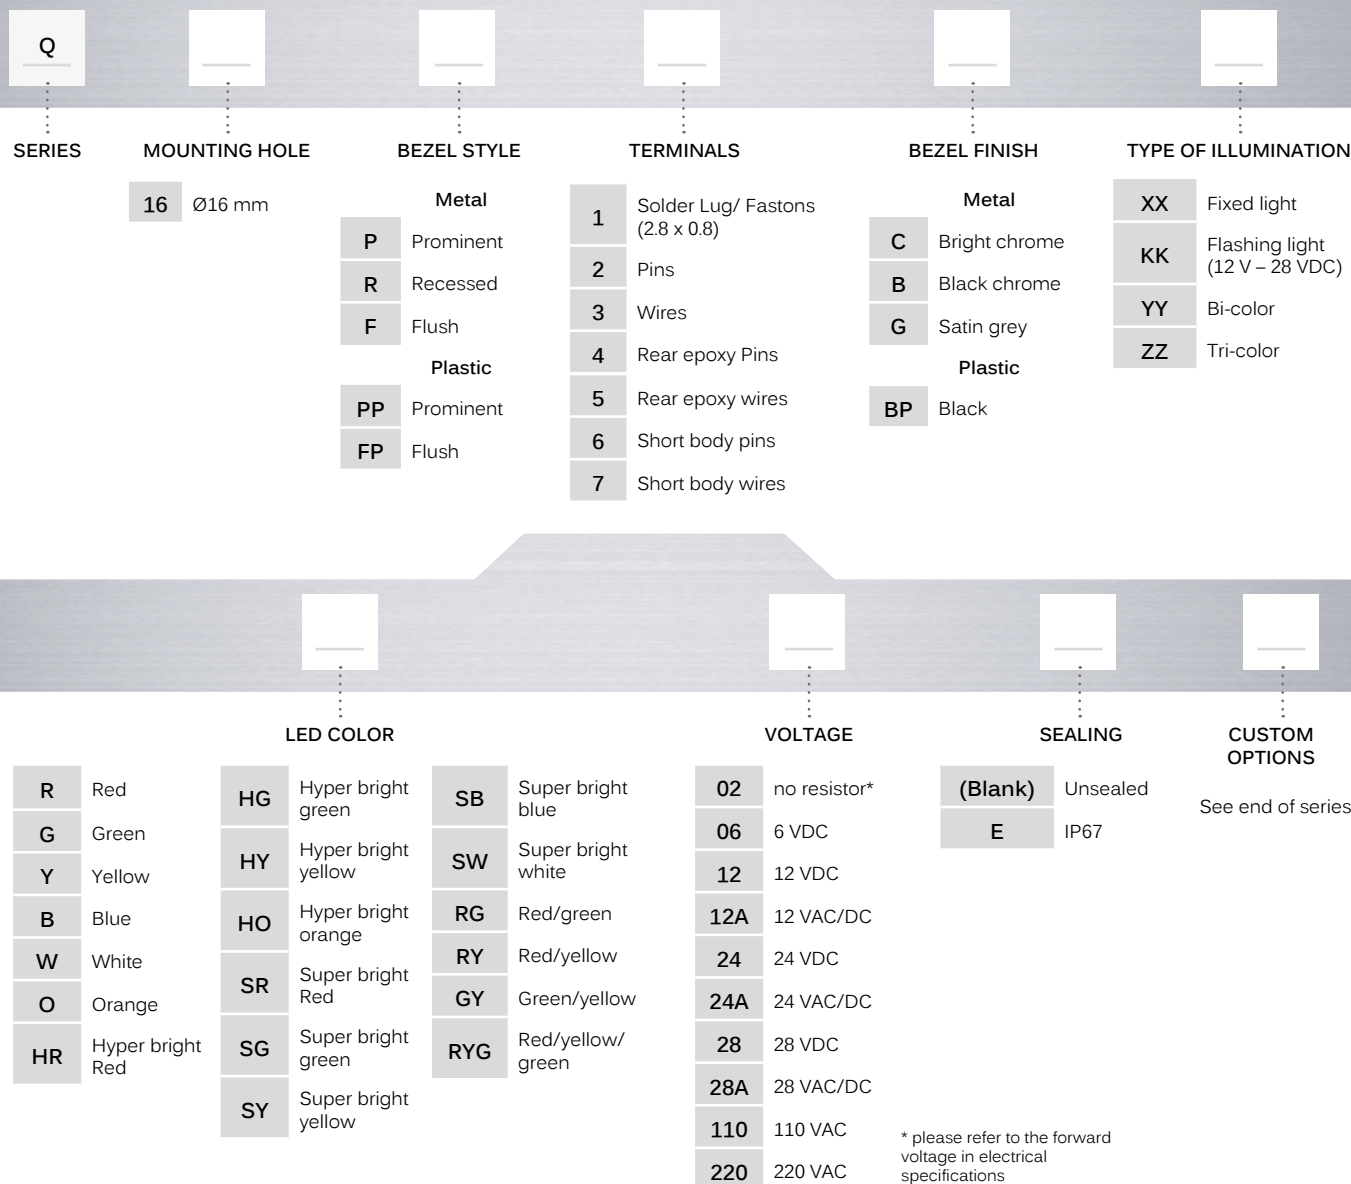 Q
SERIES
MOUNTING HOLE
16 Ø16 mm
BEZEL STYLE
Metal
P Prominent
R Recessed
F Flush
Plastic
PP Prominent
FP Flush
TERMINALS
1 Solder Lug/ Fastons
(2.8 x 0.8)
2 Pins
3 Wires
4 Rear epoxy Pins
5 Rear epoxy wires
6 Short body pins
7 Short body wires
BEZEL FINISH
Metal
C Bright chrome
B Black chrome
G Satin grey
Plastic
BP Black
TYPE OF ILLUMINATION
XX Fixed light
KK Flashing light
(12 V – 28 VDC)
YY Bi-color
ZZ Tri-color
LED COLOR
R Red
G Green
Y Yellow
B Blue
W White
O Orange
HR Hyper bright
Red
HG Hyper bright
green
HY Hyper bright
yellow
HO Hyper bright
orange
SR Super bright
Red
SG Super bright
green
SY Super bright
yellow
SB Super bright
blue
SW Super bright
white
RG Red/green
RY Red/yellow
GY Green/yellow
RYG Red/yellow/
green
VOLTAGE
02 no resistor*
06 6 VDC
12 12 VDC
12A 12 VAC/DC
24 24 VDC
24A 24 VAC/DC
28 28 VDC
28A 28 VAC/DC
110 110 VAC
220 220 VAC
* please refer to the forward
voltage in electrical
specifications
SEALING
(Blank) Unsealed
E IP67
CUSTOM
OPTIONS
See end of series